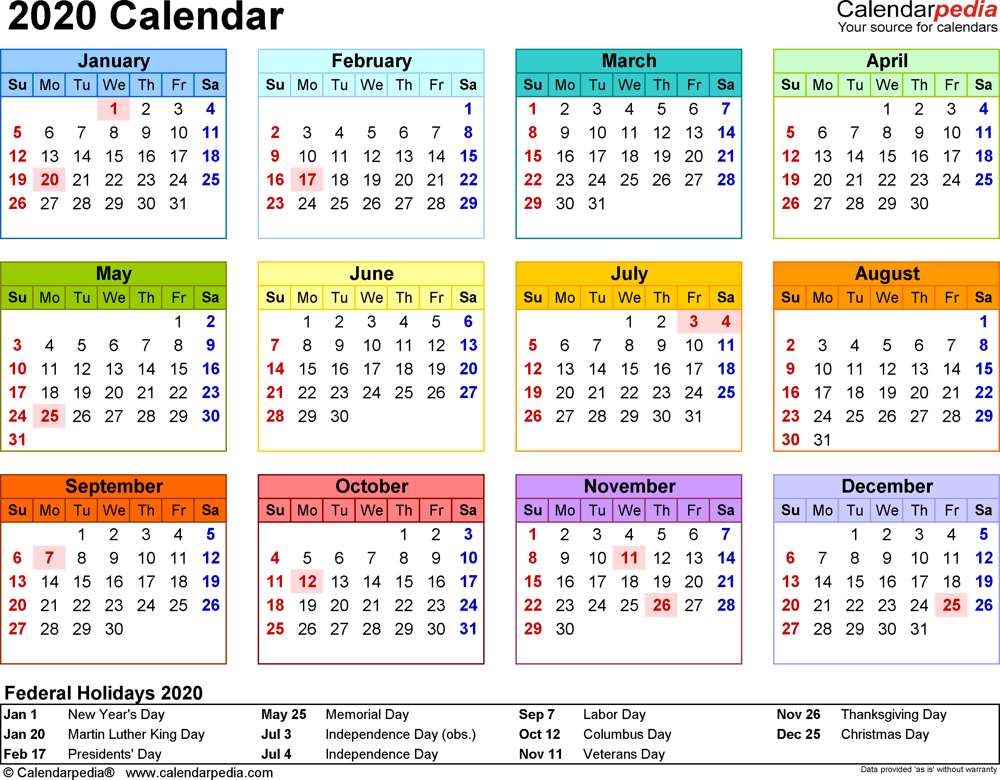 2020 Calendar
Calendarpedia
Your source for calendars
January February March April
Su Mo Tu We Th Fr Sa Su Mo Tu We Th Fr Sa Su Mo Tu We Th Fr Sa Su Mo Tu We Th Fr Sa
1 2 3 4 1 1 2 3 4 5 6 7 1 2 3 4
5 6 7 8 9 10 11 2 3 4 5 6 7 8 8 9 10 11 12 13 14 5 6 7 8 9 10 11
12 13 14 15 16 17 18 9 10 11 12 13 14 15 15 16 17 18 19 20 21 12 13 14 15 16 17 18
19 20 21 22 23 24 25 16 17 18 19 20 21 22 22 23 24 25 26 27 28 19 20 21 22 23 24 25
26 27 28 29 30 31 23 24 25 26 27 28 29 29 30 31 26 27 28 29 30
May June July August
Su Mo Tu We Th Fr Sa Su Mo Tu We Th Fr Sa Su Mo Tu We Th Fr Sa Su Mo Tu We Th Fr Sa
1 2 1 2 3 4 5 6 1 2 3 4 1
3 4 5 6 7 8 9 7 8 9 10 11 12 13 5 6 7 8 9 10 11 2 3 4 5 6 7 8
10 11 12 13 14 15 16 14 15 16 17 18 19 20 12 13 14 15 16 17 18 9 10 11 12 13 14 15
17 18 19 20 21 22 23 21 22 23 24 25 26 27 19 20 21 22 23 24 25 16 17 18 19 20 21 22
24 25 26 27 28 29 30 28 29 30 26 27 28 29 30 31 23 24 25 26 27 28 29
31 30 31
September October November December
Su Mo Tu We Th Fr Sa Su Mo Tu We Th Fr Sa Su Mo Tu We Th Fr Sa Su Mo Tu We Th Fr Sa
1 2 3 4 5 1 2 3 1 2 3 4 5 6 7 1 2 3 4 5
6 7 8 9 10 11 12 4 5 6 7 8 9 10 8 9 10 11 12 13 14 6 7 8 9 10 11 12
13 14 15 16 17 18 19 11 12 13 14 15 16 17 15 16 17 18 19 20 21 13 14 15 16 17 18 19
20 21 22 23 24 25 26 18 19 20 21 22 23 24 22 23 24 25 26 27 28 20 21 22 23 24 25 26
27 28 29 30 25 26 27 28 29 30 31 29 30 27 28 29 30 31
Federal Holidays 2020
Jan 1 New Year's Day May 25 Memorial Day Sep 7 Labor Day Nov 26 Thanksgiving Day
Jan 20 Martin Luther King Day Jul 3 Independence Day (obs.) Oct 12 Columbus Day Dec 25 Christmas Day
Feb 17 Presidents' Day Jul 4 Independence Day Nov 11 Veterans Day
© Calendarpedia® www.calendarpedia.com Data provided 'as is' without warranty